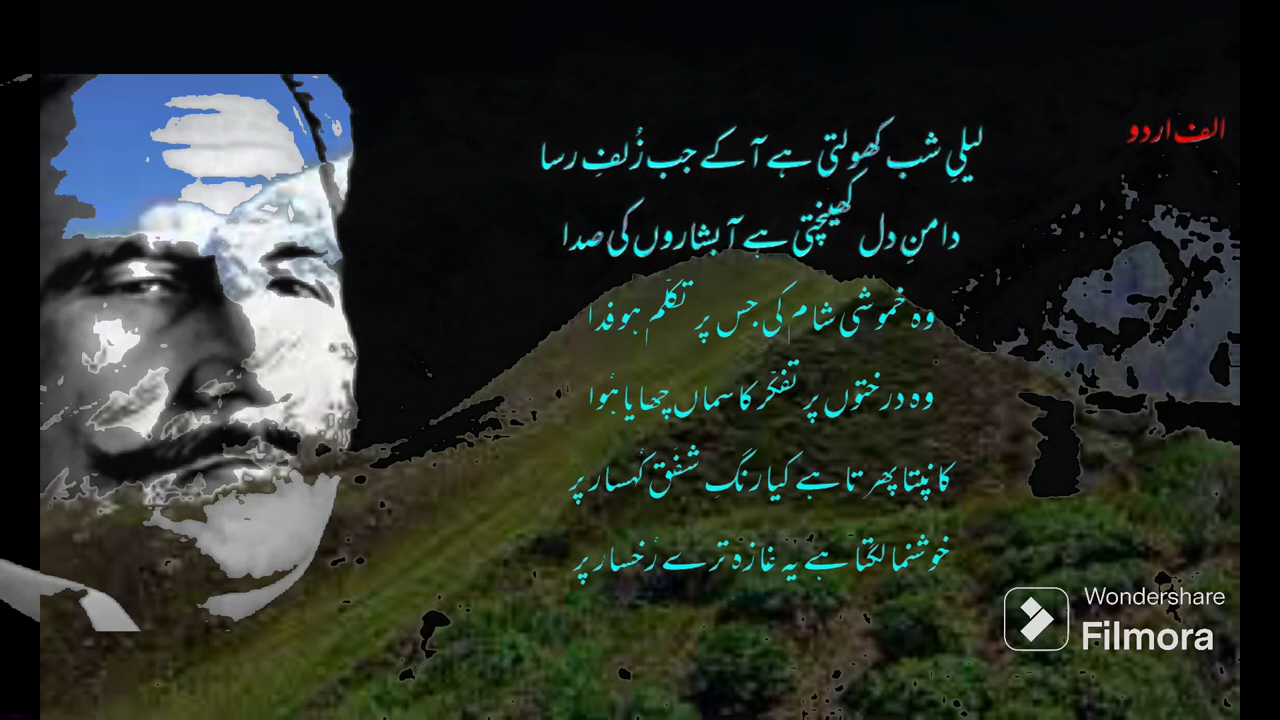 الف اردو
لیلیِ شب کھولتی ہے آ کے جب زُلفِ رسا
دامنِ دل کھینچتی ہے آبشاروں کی صدا
وہ خموشی شام کی جس پر تکلّم ہو فدا
وہ درختوں پر تفکّر کا سماں چھایا ہُوا
کانپتا پھرتا ہے کیا رنگِ شفَق کُہسار پر
خوشنما لگتا ہے یہ غازہ ترے رُخسار پر
Wondershare
Filmora